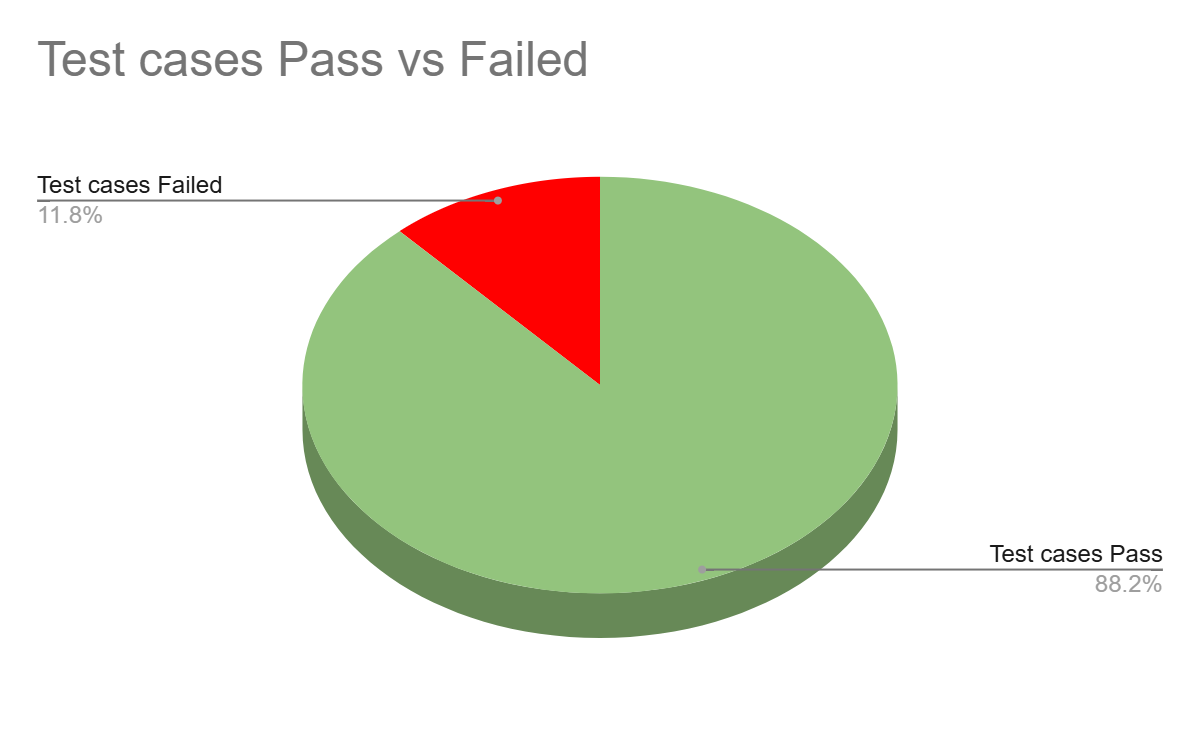 Test cases Pass vs Failed
Test cases Failed
11.8%
Test cases Pass
88.2%